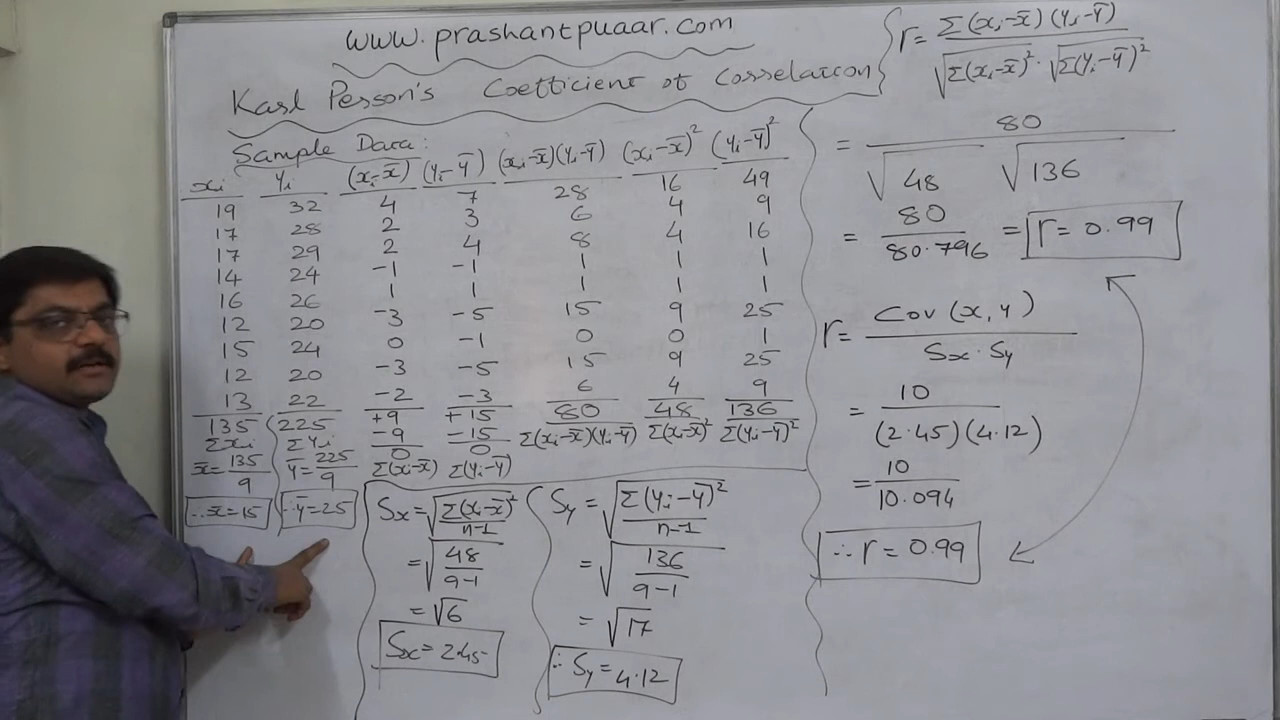 www.prashantpuaar.com
Karl Person's Coefficient of Correlation
Sample Data:
xᵢ yᵢ (xᵢ-x̄) (yᵢ-ȳ) (xᵢ-x̄)(yᵢ-ȳ) (xᵢ-x̄)² (yᵢ-ȳ)²
19 32 4 7 28 16 49
17 28 2 3 6 4 9
17 29 2 4 8 4 16
14 24 -1 -1 1 1 1
16 26 1 1 1 1 1
12 20 -3 -5 15 9 25
15 24 0 -1 0 0 1
12 20 -3 -5 15 9 25
13 22 -2 -3 6 4 9
135 225 +9 +15 80 48 136
Σxᵢ Σyᵢ -9 -15 Σ(xᵢ-x̄)(yᵢ-ȳ) Σ(xᵢ-x̄)² Σ(yᵢ-ȳ)²
0 0
x̄=135/9 ȳ=225/9 Σ(xᵢ-x̄) Σ(yᵢ-ȳ)
∴x̄=15 ∴ȳ=25
Sx=√Σ(xᵢ-x̄)²/n-1
=√48/9-1
=√6
Sx=2.45
Sy=√Σ(yᵢ-ȳ)²/n-1
=√136/9-1
=√17
∴Sy=4.12
r=Σ(xᵢ-x̄)(yᵢ-ȳ)/√Σ(xᵢ-x̄)²·√Σ(yᵢ-ȳ)²
=80/√48 √136
=80/80.796 = r=0.99
r=Cov(x,y)/Sx·Sy
=10/(2.45)(4.12)
=10/10.094
∴r=0.99